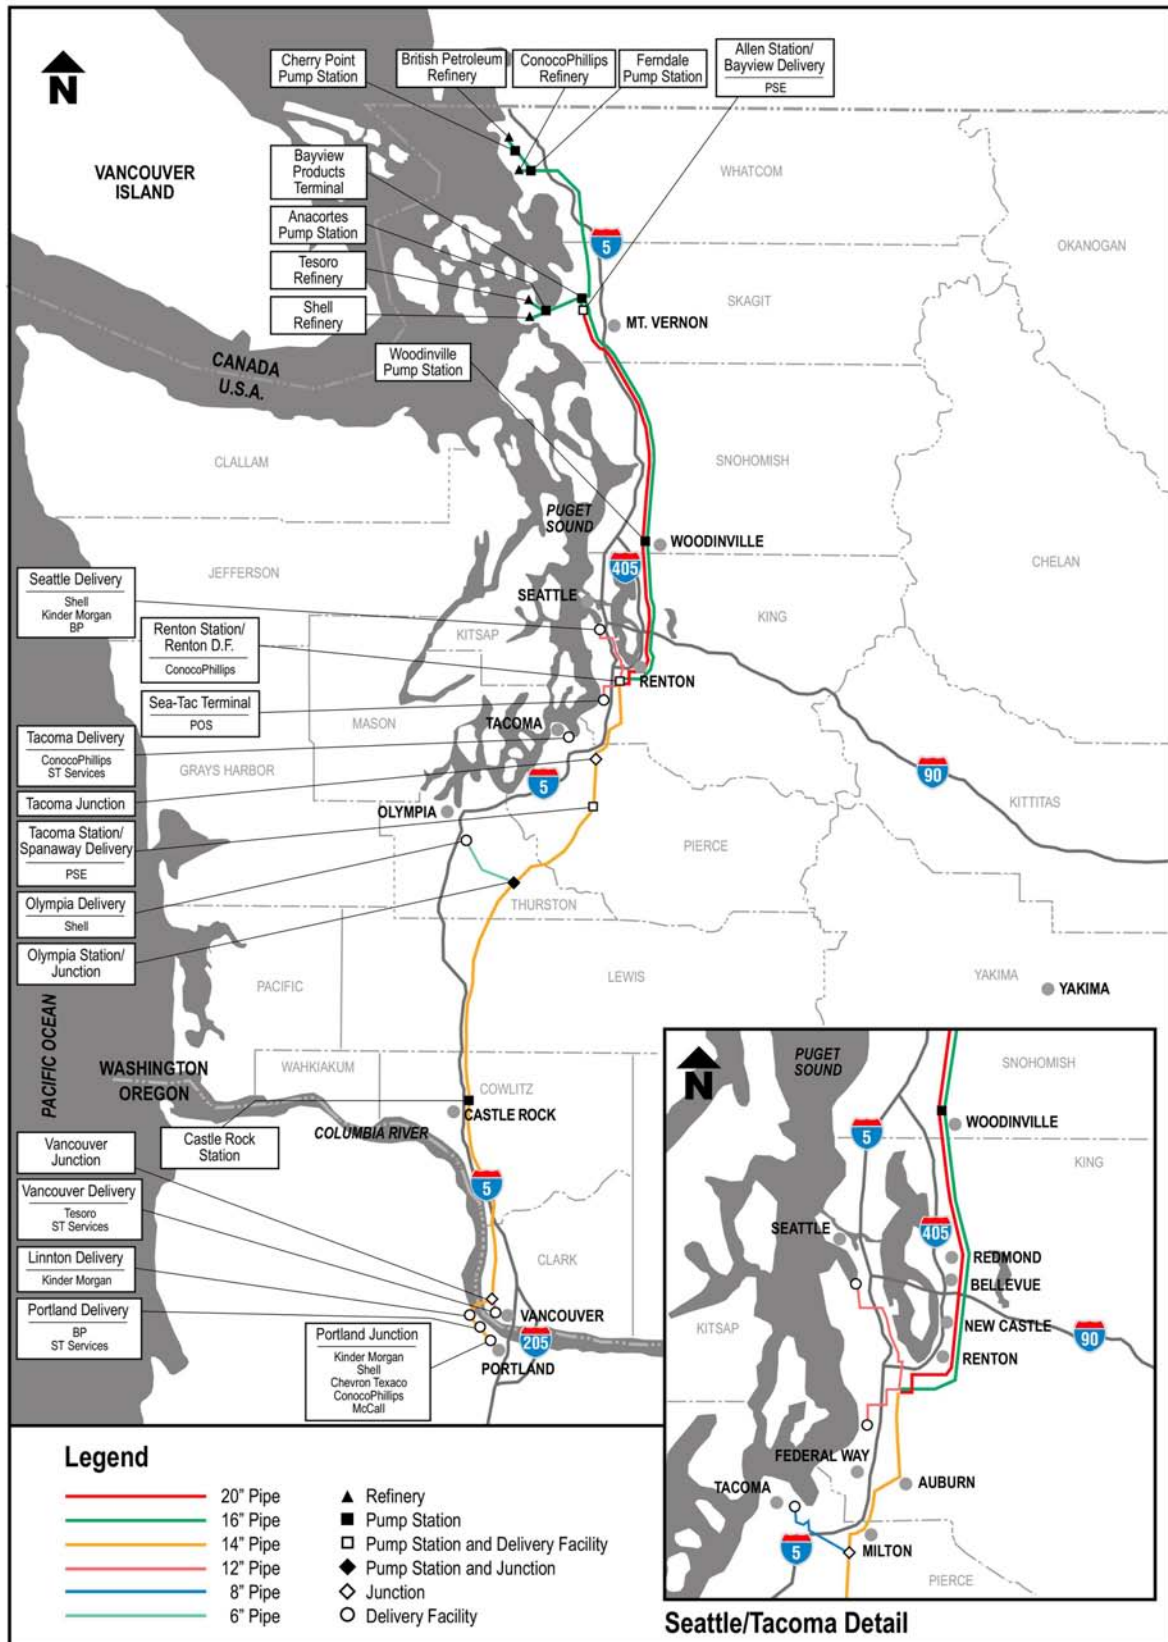 Cherry Point
Pump Station
British Petroleum
Refinery
ConocoPhillips
Refinery
Ferndale
Pump Station
Allen Station/
Bayview Delivery
PSE
N
VANCOUVER
ISLAND
Bayview
Products
Terminal
Anacortes
Pump Station
Tesoro
Refinery
Shell
Refinery
WHATCOM
OKANOGAN
5
SKAGIT
MT. VERNON
Woodinville
Pump Station
CANADA
U.S.A.
CLALLAM
SNOHOMISH
PUGET
SOUND
WOODINVILLE
CHELAN
JEFFERSON
405
SEATTLE
KING
KITSAP
Seattle Delivery
Shell
Kinder Morgan
BP
Renton Station/
Renton D.F.
ConocoPhillips
RENTON
Sea-Tac Terminal
POS
MASON
TACOMA
Tacoma Delivery
ConocoPhillips
ST Services
GRAYS HARBOR
5
90
KITTITAS
Tacoma Junction
OLYMPIA
Tacoma Station/
Spanaway Delivery
PSE
PIERCE
Olympia Delivery
Shell
THURSTON
Olympia Station/
Junction
PACIFIC
LEWIS
YAKIMA
YAKIMA
PACIFIC OCEAN
WASHINGTON
OREGON
WAHKIAKUM
COWLITZ
CASTLE ROCK
COLUMBIA RIVER
Castle Rock
Station
Vancouver
Junction
5
Vancouver Delivery
Tesoro
ST Services
CLARK
Linnton Delivery
Kinder Morgan
VANCOUVER
Portland Delivery
BP
ST Services
205
PORTLAND
Portland Junction
Kinder Morgan
Shell
Chevron Texaco
ConocoPhillips
McCall
N
PUGET
SOUND
SNOHOMISH
WOODINVILLE
5
KING
SEATTLE
405
REDMOND
BELLEVUE
KITSAP
NEW CASTLE
90
RENTON
FEDERAL WAY
AUBURN
TACOMA
5
MILTON
PIERCE
Seattle/Tacoma Detail
Legend
20” Pipe
16” Pipe
14” Pipe
12” Pipe
8” Pipe
6” Pipe
Refinery
Pump Station
Pump Station and Delivery Facility
Pump Station and Junction
Junction
Delivery Facility